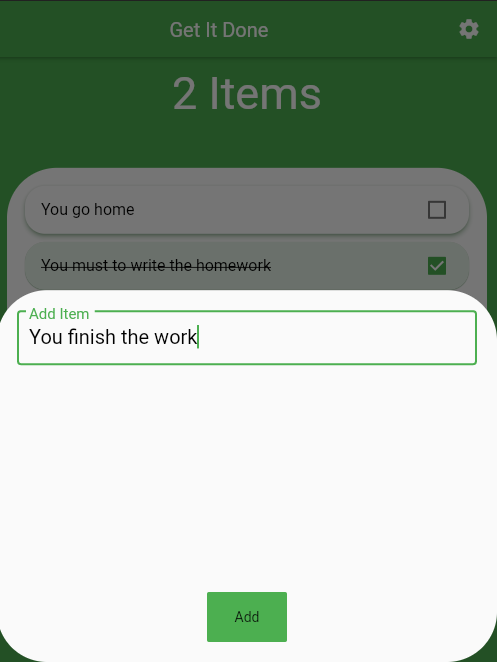 Get It Done
2 Items
You go home
You must to write the homework
Add Item
You finish the work
Add